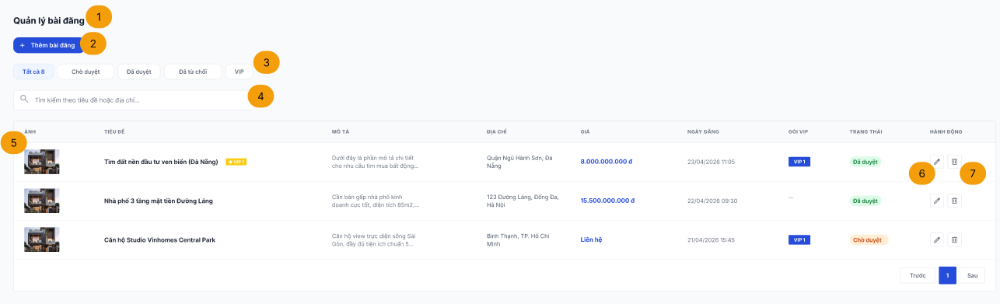 Quản lý bài đăng 1
+ Thêm bài đăng 2
Tất cả 8 Chờ duyệt Đã duyệt Đã từ chối VIP 3
Tìm kiếm theo tiêu đề hoặc địa chỉ... 4
ẢNH TIÊU ĐỀ MÔ TẢ ĐỊA CHỈ GIÁ NGÀY ĐĂNG GÓI VIP TRẠNG THÁI HÀNH ĐỘNG
5
Tìm đất nền đầu tư ven biển (Đà Nẵng) ★ VIP 1
Dưới đây là phần mô tả chi tiết
cho nhu cầu tìm mua bất động...
Quận Ngũ Hành Sơn, Đà
Nẵng
8.000.000.000 đ
23/04/2026 11:05
VIP 1
Đã duyệt
6
7
Nhà phố 3 tầng mặt tiền Đường Láng
Cần bán gấp nhà phố kinh
doanh cực tốt, diện tích 85m2,...
123 Đường Láng, Đống Đa,
Hà Nội
15.500.000.000 đ
22/04/2026 09:30
—
Đã duyệt
Căn hộ Studio Vinhomes Central Park
Căn hộ view trực diện sông Sài
Gòn, đầy đủ tiện ích chuẩn 5...
Bình Thạnh, TP. Hồ Chí
Minh
Liên hệ
21/04/2026 15:45
VIP 1
Chờ duyệt
Trước 1 Sau